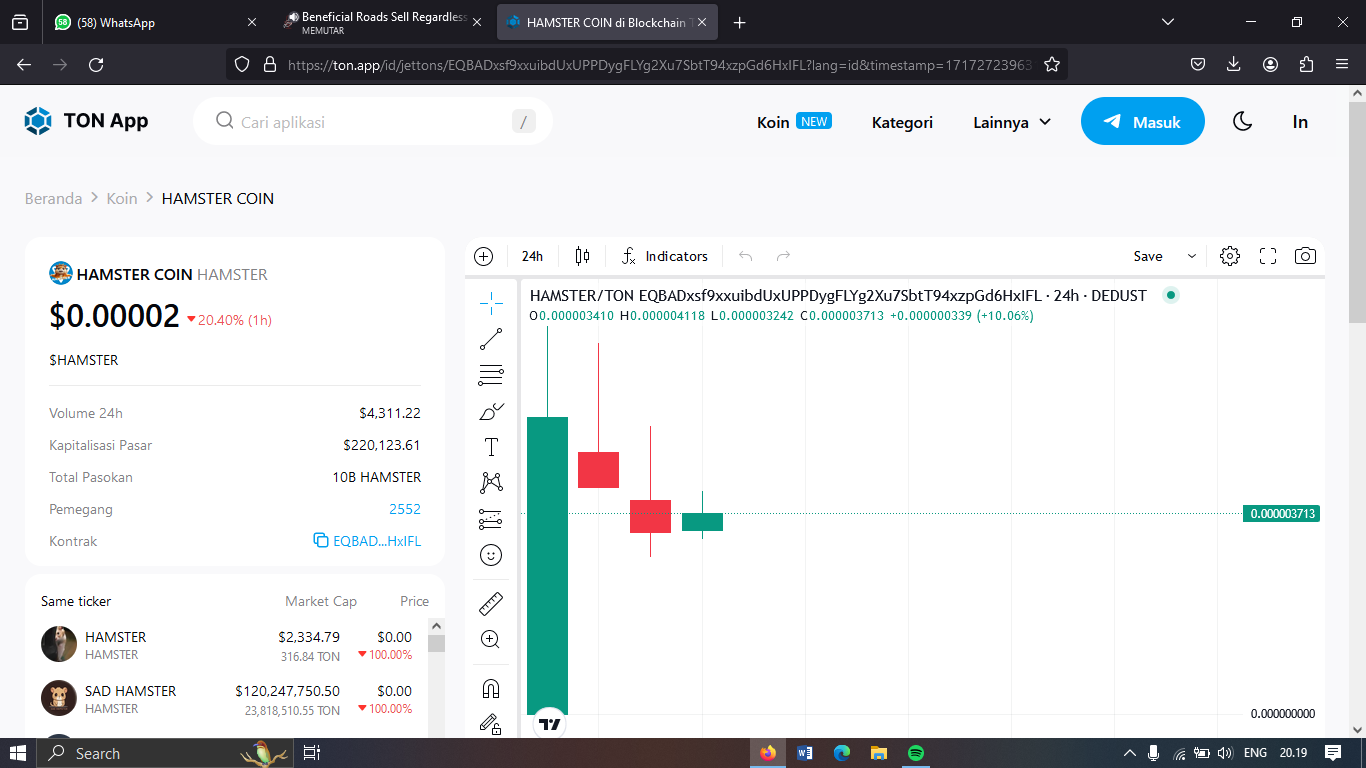 (58) WhatsApp
Beneficial Roads Sell Regardless
MEMUTAR
HAMSTER COIN di Blockchain T
https://ton.app/id/jettons/EQBADxsf9xxuibdUxUPPDygFLYg2Xu7SbtT94xzpGd6HxIFL?lang=id&timestamp=17172723963
TON App
Cari aplikasi
/
Koin NEW
Kategori
Lainnya
Masuk
In
Beranda > Koin > HAMSTER COIN
HAMSTER COIN HAMSTER
$0.00002 20.40% (1h)
$HAMSTER
Volume 24h $4,311.22
Kapitalisasi Pasar $220,123.61
Total Pasokan 10B HAMSTER
Pemegang 2552
Kontrak EQBAD...HxIFL
Same ticker Market Cap Price
HAMSTER $2,334.79 $0.00
HAMSTER 316.84 TON 100.00%
SAD HAMSTER $120,247,750.50 $0.00
HAMSTER 23,818,510.55 TON 100.00%
24h Indicators Save
HAMSTER/TON EQBADxsf9xxuibdUxUPPDygFLYg2Xu7SbtT94xzpGd6HxIFL · 24h · DEDUST
O0.000003410 H0.000004118 L0.000003242 C0.000003713 +0.000000339 (+10.06%)
0.000003713
0.000000000
Search
ENG 20.19